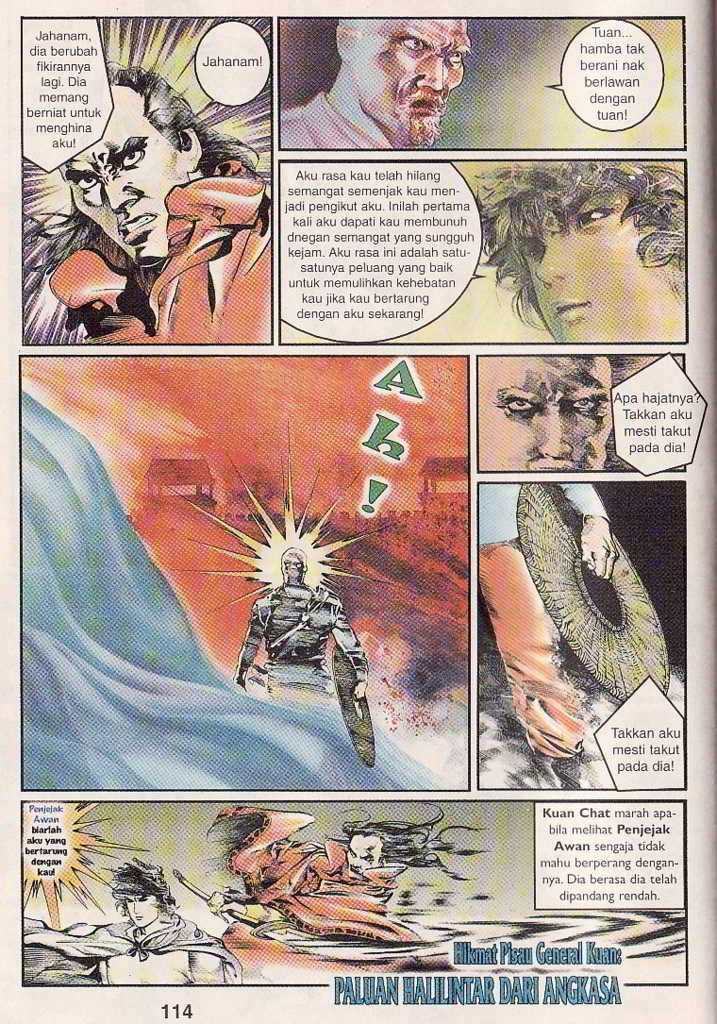 Jahanam,
dia berubah
fikirannya
lagi. Dia
memang
berniat untuk
menghina
aku!
Jahanam!
Tuan...
hamba tak
berani nak
berlawan
dengan
tuan!
Aku rasa kau telah hilang
semangat semenjak kau men-
jadi pengikut aku. Inilah pertama
kali aku dapati kau membunuh
dnegan semangat yang sungguh
kejam. Aku rasa ini adalah satu-
satunya peluang yang baik
untuk memulihkan kehebatan
kau jika kau bertarung
dengan aku sekarang!
Ah!
Apa hajatnya?
Takkan aku
mesti takut
pada dia!
Takkan aku
mesti takut
pada dia!
Penjejak
Awan
biarlah
aku yang
bertarung
dengan
kau!
Kuan Chat marah apa-
bila melihat Penjejak
Awan sengaja tidak
mahu berperang dengan-
nya. Dia berasa dia telah
dipandang rendah.
Hikmat Pisau General Kuan:
PALUAN HALILINTAR DARI ANGKASA
114